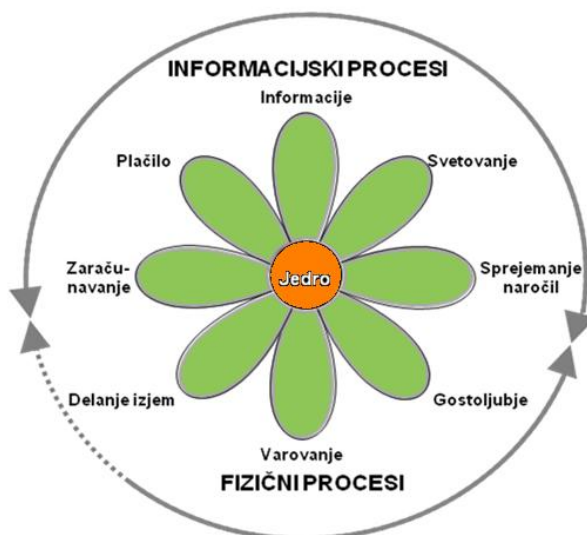 INFORMACIJSKI PROCESI
Informacije
Plačilo
Svetovanje
Zaraču-
navanje
Jedro
Sprejemanje
naročil
Delanje izjem
Gostoljubje
Varovanje
FIZIČNI PROCESI